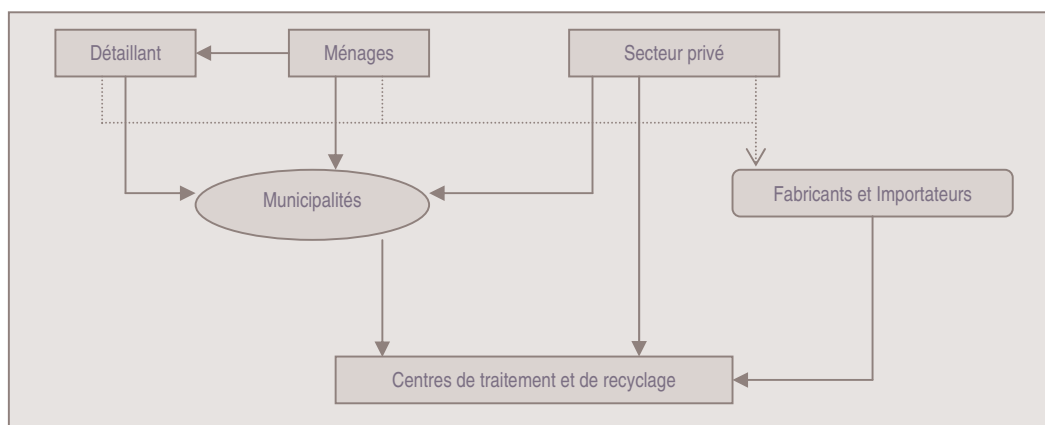 Détaillant
Ménages
Secteur privé
Municipalités
Fabricants et Importateurs
Centres de traitement et de recyclage